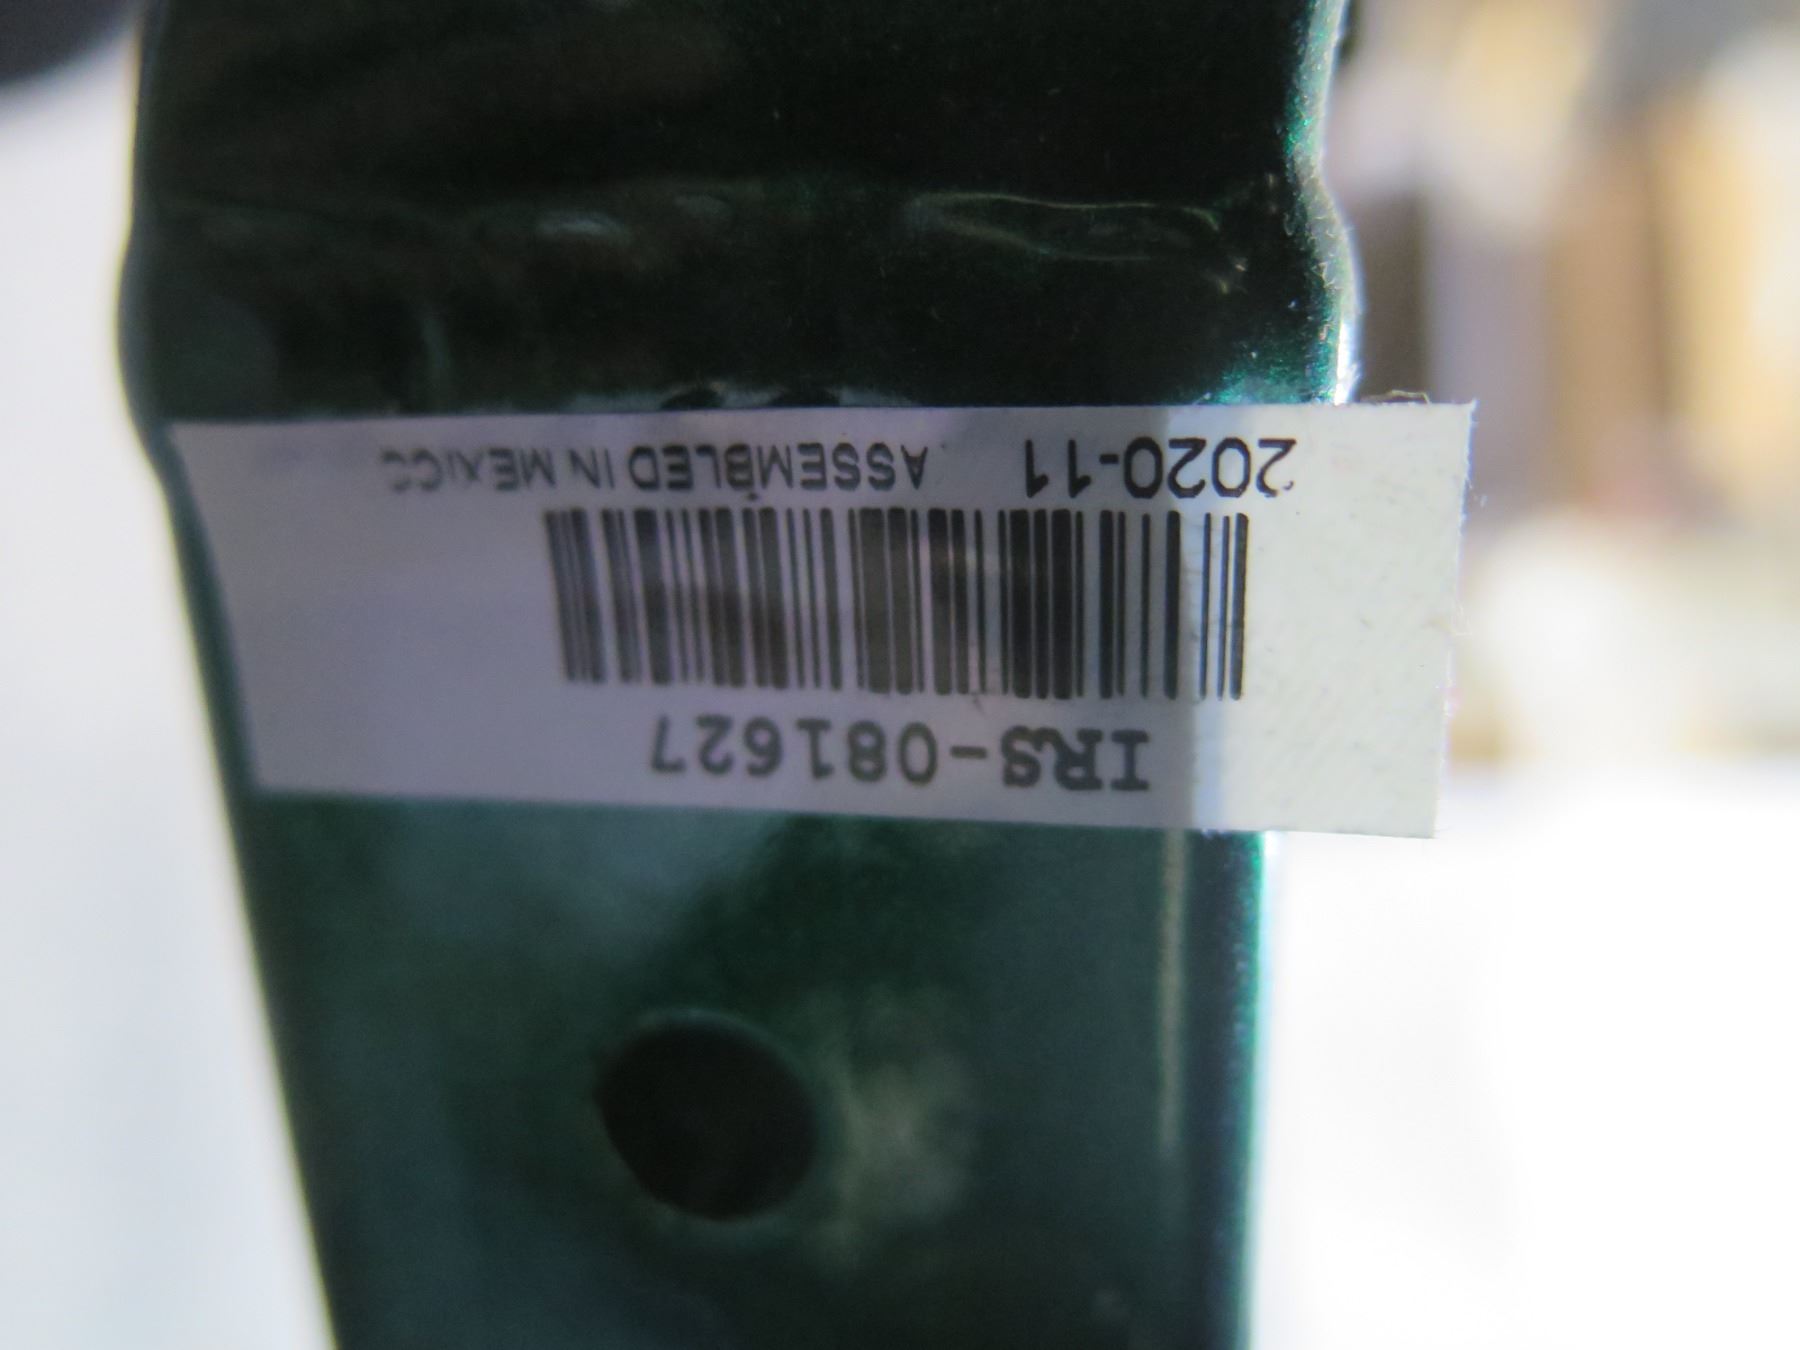 IRS-081627
2020-11 ASSEMBLED IN MEXICO